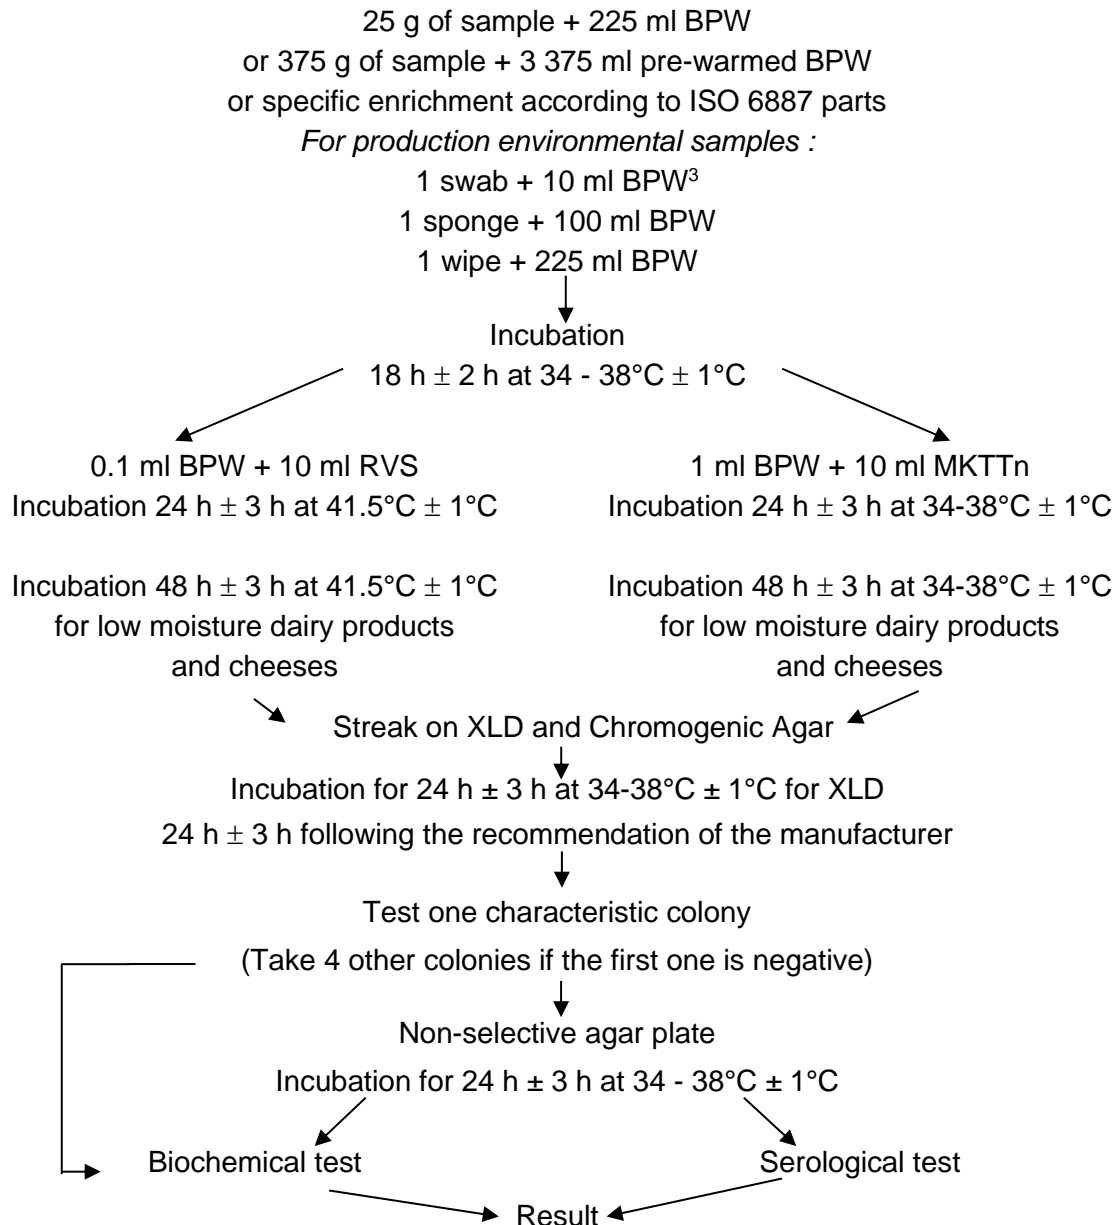 25 g of sample + 225 ml BPW
or 375 g of sample + 3 375 ml pre-warmed BPW
or specific enrichment according to ISO 6887 parts
For production environmental samples :
1 swab + 10 ml BPW³
1 sponge + 100 ml BPW
1 wipe + 225 ml BPW
Incubation
18 h ± 2 h at 34 - 38°C ± 1°C
0.1 ml BPW + 10 ml RVS
Incubation 24 h ± 3 h at 41.5°C ± 1°C
Incubation 48 h ± 3 h at 41.5°C ± 1°C
for low moisture dairy products
and cheeses
1 ml BPW + 10 ml MKTTn
Incubation 24 h ± 3 h at 34-38°C ± 1°C
Incubation 48 h ± 3 h at 34-38°C ± 1°C
for low moisture dairy products
and cheeses
Streak on XLD and Chromogenic Agar
Incubation for 24 h ± 3 h at 34-38°C ± 1°C for XLD
24 h ± 3 h following the recommendation of the manufacturer
Test one characteristic colony
(Take 4 other colonies if the first one is negative)
Non-selective agar plate
Incubation for 24 h ± 3 h at 34 - 38°C ± 1°C
Biochemical test
Serological test
Result